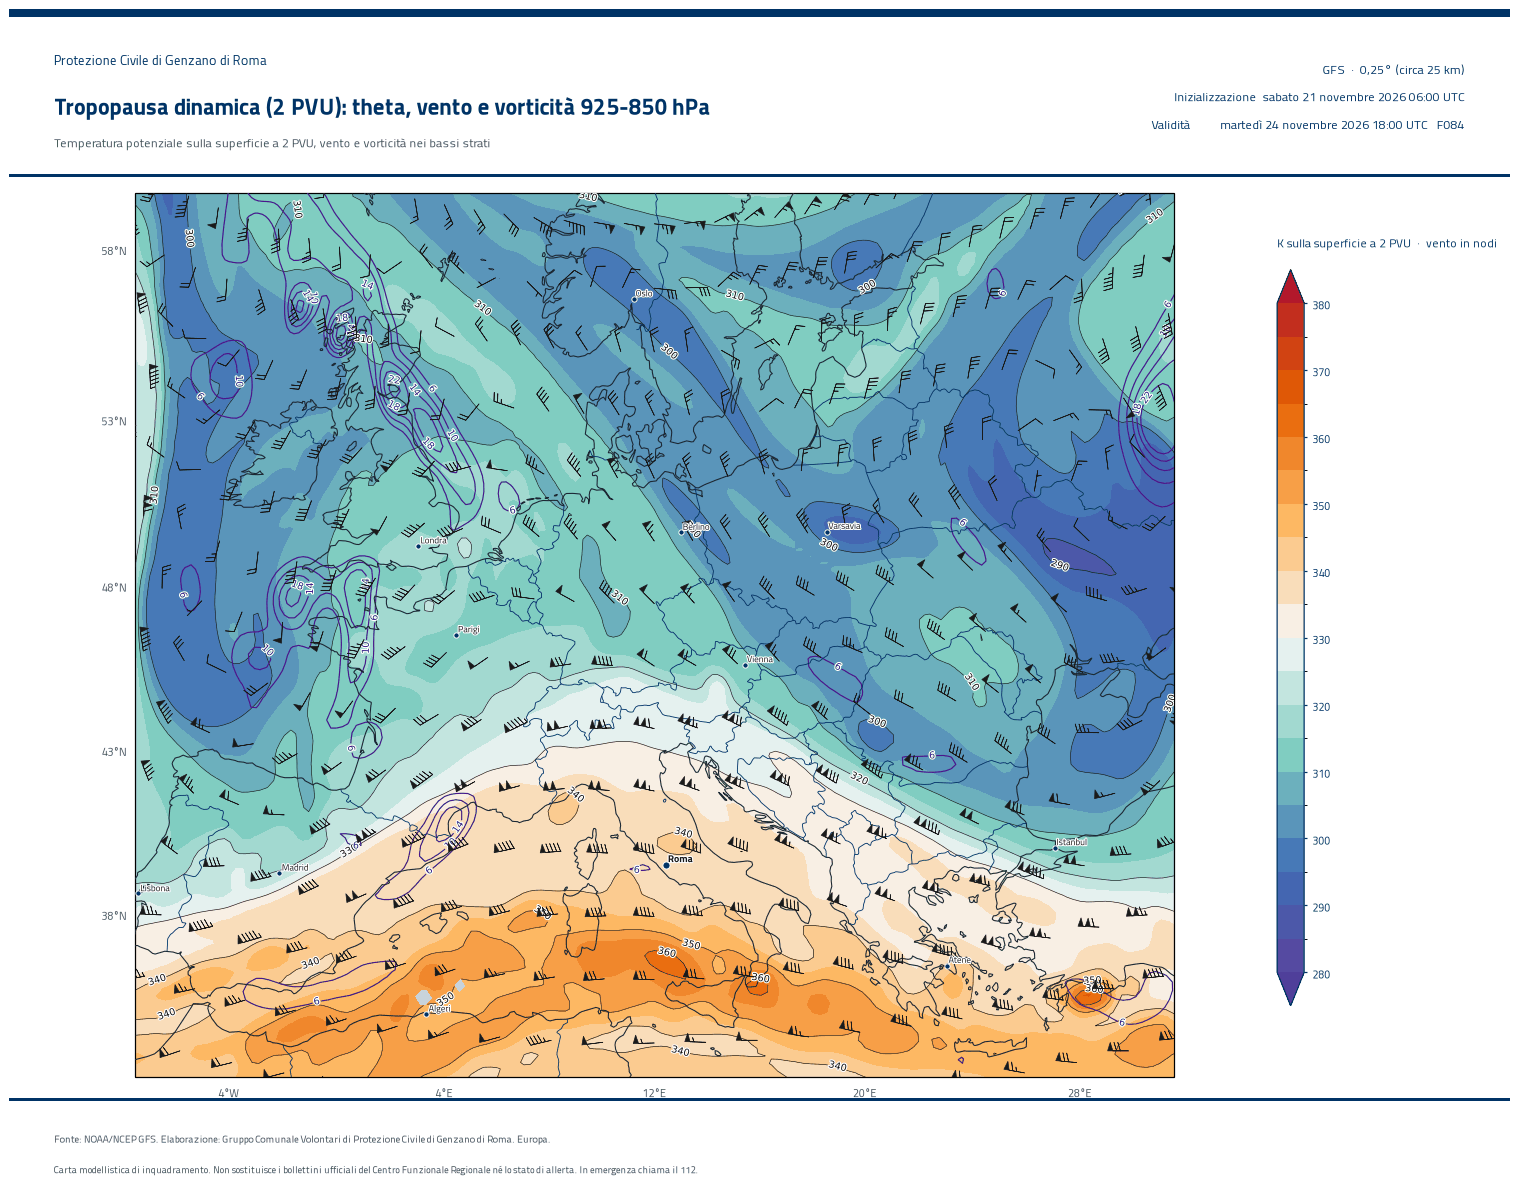 Protezione Civile di Genzano di Roma
Tropopausa dinamica (2 PVU): theta, vento e vorticità 925-850 hPa
Temperatura potenziale sulla superficie a 2 PVU, vento e vorticità nei bassi strati
GFS · 0,25° (circa 25 km)
Inizializzazione sabato 21 novembre 2026 06:00 UTC
Validità martedì 24 novembre 2026 18:00 UTC F084
K sulla superficie a 2 PVU · vento in nodi
380
370
360
350
340
330
320
310
300
290
280
58°N
53°N
48°N
43°N
38°N
4°W
4°E
12°E
20°E
28°E
Oslo
Londra
Berlino
Varsavia
Parigi
Vienna
Madrid
Lisbona
Roma
Istanbul
Atene
Algeri
Fonte: NOAA/NCEP GFS. Elaborazione: Gruppo Comunale Volontari di Protezione Civile di Genzano di Roma. Europa.
Carta modellistica di inquadramento. Non sostituisce i bollettini ufficiali del Centro Funzionale Regionale né lo stato di allerta. In emergenza chiama il 112.